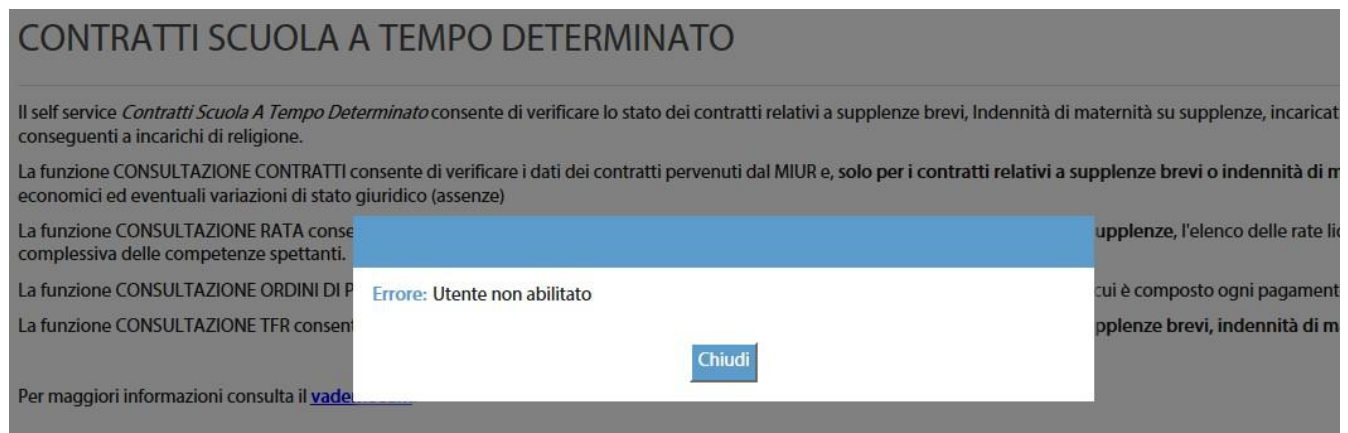 CONTRATTI SCUOLA A TEMPO DETERMINATO
Il self service Contratti Scuola A Tempo Determinato consente di verificare lo stato dei contratti relativi a supplenze brevi, Indennità di maternità su supplenze, incaricat
conseguenti a incarichi di religione.
La funzione CONSULTAZIONE CONTRATTI consente di verificare i dati dei contratti pervenuti dal MIUR e, solo per i contratti relativi a supplenze brevi o indennità di m
economici ed eventuali variazioni di stato giuridico (assenze)
La funzione CONSULTAZIONE RATA conse upplenze, l'elenco delle rate li
complessiva delle competenze spettanti.
La funzione CONSULTAZIONE ORDINI DI P cui è composto ogni pagament
La funzione CONSULTAZIONE TFR consent pplenze brevi, indennità di m
Per maggiori informazioni consulta il vade
Errore: Utente non abilitato
Chiudi